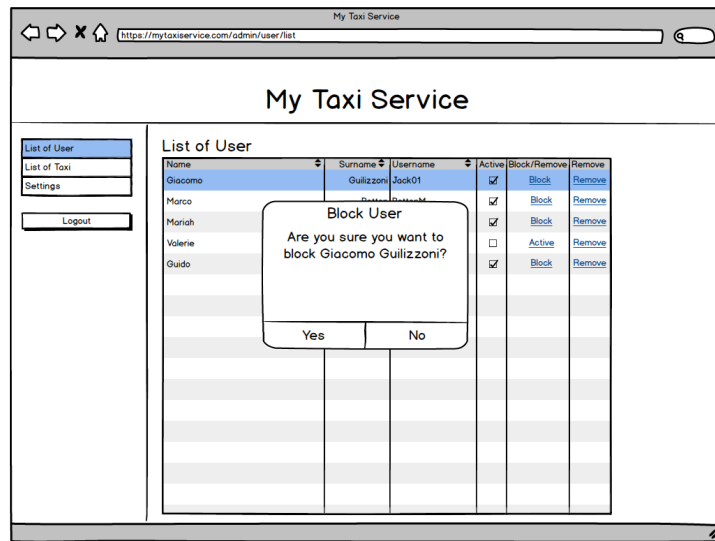 My Taxi Service
https://mytaxiservice.com/admin/user/list
My Taxi Service
List of User
List of Taxi
Settings
Logout
List of User
Name Surname Username Active Block/Remove Remove
Giacomo Guilizzoni Jack01 Block Remove
Marco Block Remove
Mariah Block Remove
Valerie Active Remove
Guido Block Remove
Block User
Are you sure you want to
block Giacomo Guilizzoni?
Yes No